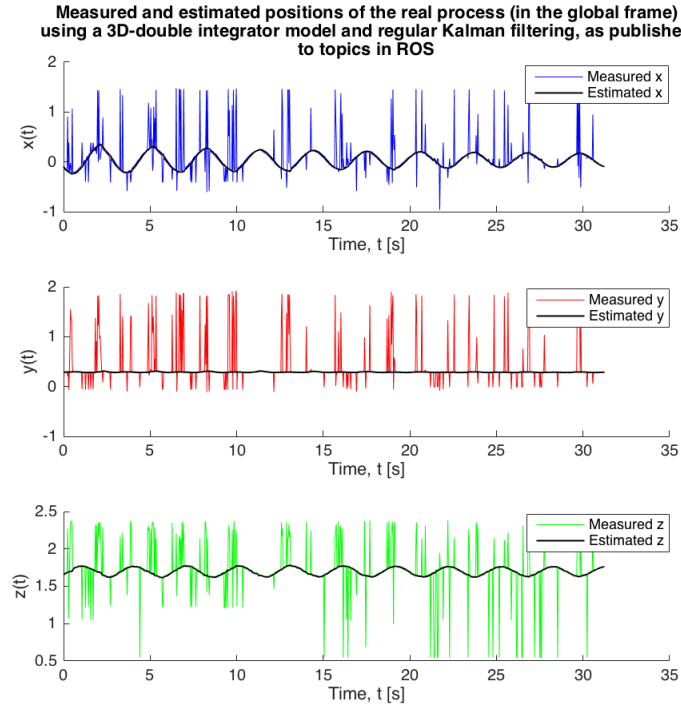 Measured and estimated positions of the real process (in the global frame)
using a 3D-double integrator model and regular Kalman filtering, as publishe
to topics in ROS
2
1
0
-1
x(t)
Measured x
Estimated x
0 5 10 15 20 25 30 35
Time, t [s]
2
1
0
-1
y(t)
Measured y
Estimated y
0 5 10 15 20 25 30 35
Time, t [s]
2.5
2
1.5
1
0.5
z(t)
Measured z
Estimated z
0 5 10 15 20 25 30 35
Time, t [s]